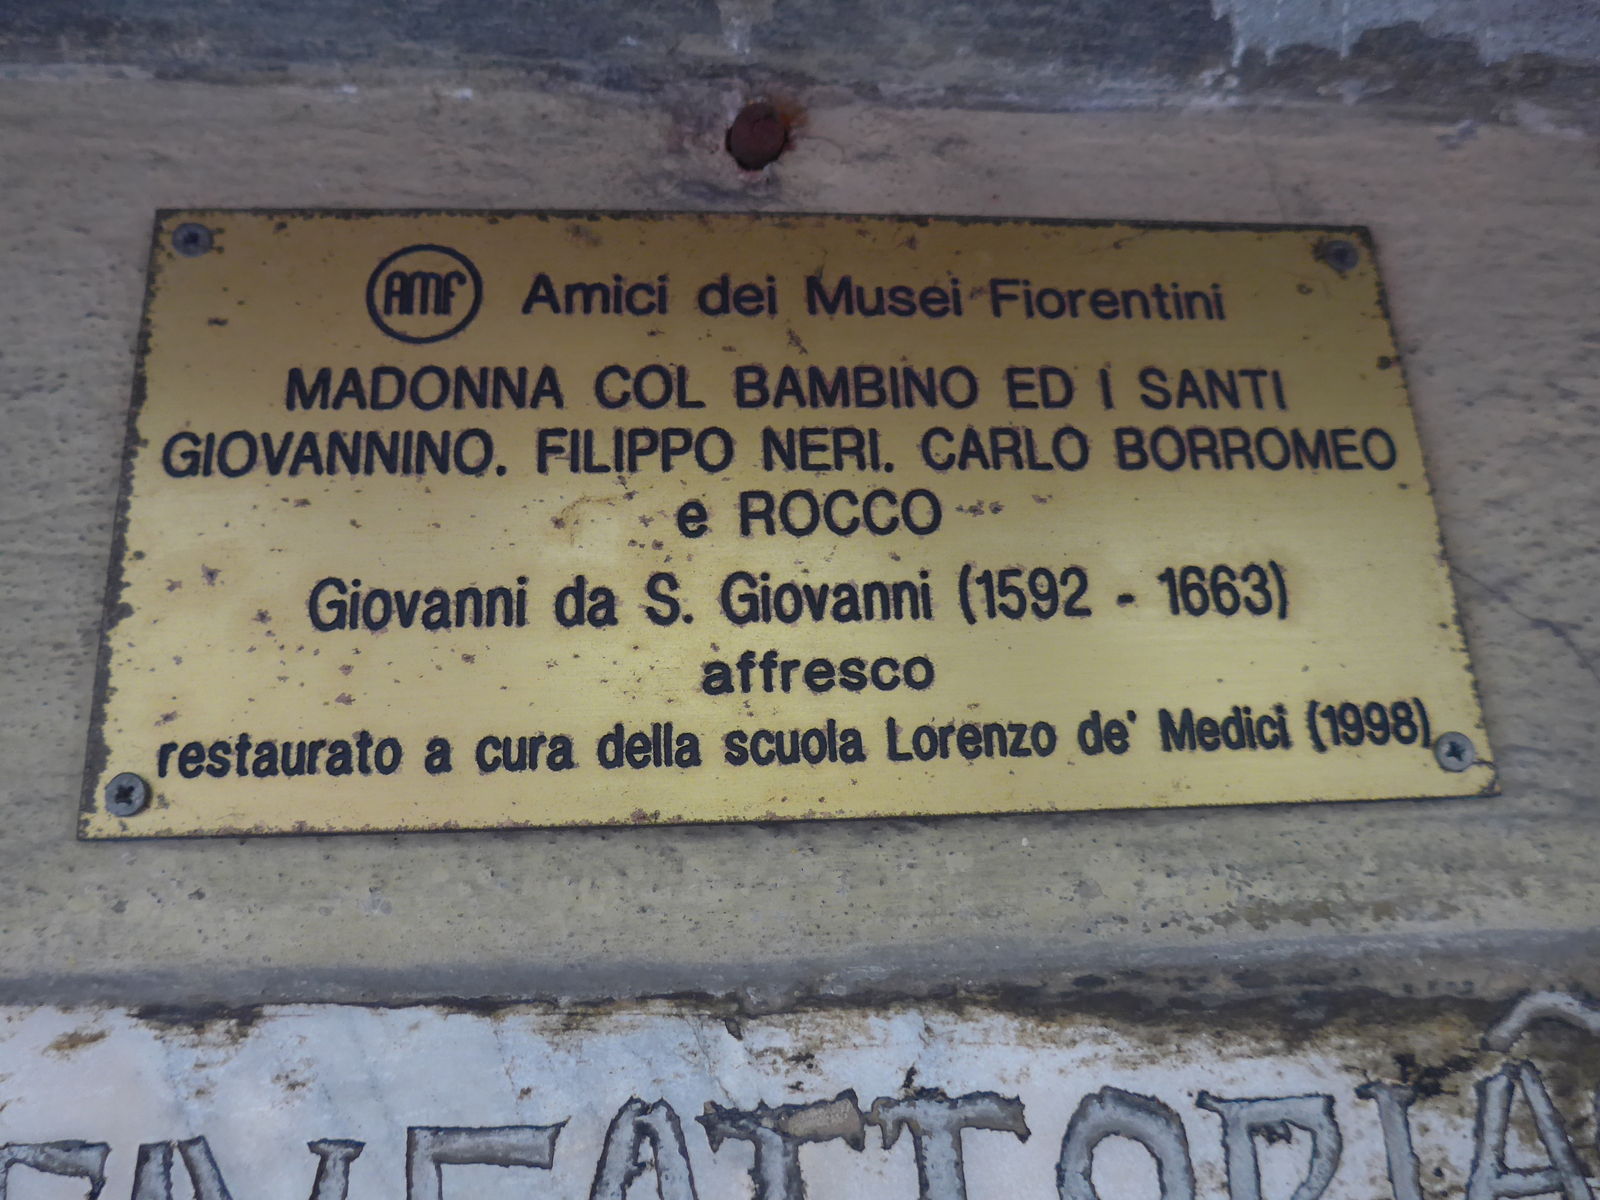 AMF Amici dei Musei Fiorentini
MADONNA COL BAMBINO ED I SANTI
GIOVANNINO. FILIPPO NERI. CARLO BORROMEO
e ROCCO
Giovanni da S. Giovanni (1592 - 1663)
affresco
restaurato a cura della scuola Lorenzo de' Medici (1998)